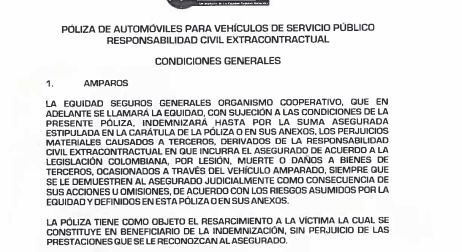 PÓLIZA DE AUTOMÓVILES PARA VEHÍCULOS DE SERVICIO PÚBLICO
RESPONSABILIDAD CIVIL EXTRACONTRACTUAL
CONDICIONES GENERALES
1. AMPAROS
LA EQUIDAD SEGUROS GENERALES ORGANISMO COOPERATIVO, QUE EN
ADELANTE SE LLAMARÁ LA EQUIDAD, CON SUJECIÓN A LAS CONDICIONES DE LA
PRESENTE PÓLIZA, INDEMNIZARÁ HASTA POR LA SUMA ASEGURADA
ESTIPULADA EN LA CARÁTULA DE LA PÓLIZA O EN SUS ANEXOS, LOS PERJUICIOS
MATERIALES CAUSADOS A TERCEROS, DERIVADOS DE LA RESPONSABILIDAD
CIVIL EXTRACONTRACTUAL EN QUE INCURRA EL ASEGURADO DE ACUERDO A LA
LEGISLACIÓN COLOMBIANA, POR LESIÓN, MUERTE O DAÑOS A BIENES DE
TERCEROS, OCASIONADOS A TRAVÉS DEL VEHÍCULO AMPARADO, SIEMPRE QUE
SE LE DEMUESTREN AL ASEGURADO JUDICIALMENTE COMO CONSECUENCIA DE
SUS ACCIONES U OMISIONES, DE ACUERDO CON LOS RIESGOS ASUMIDOS POR LA
EQUIDAD Y DEFINIDOS EN ESTA PÓLIZA O EN SUS ANEXOS.
LA PÓLIZA TIENE COMO OBJETO EL RESARCIMIENTO A LA VÍCTIMA LA CUAL SE
CONSTITUYE EN BENEFICIARIO DE LA INDEMNIZACIÓN, SIN PERJUICIO DE LAS
PRESTACIONES QUE SE LE RECONOZCAN AL ASEGURADO.